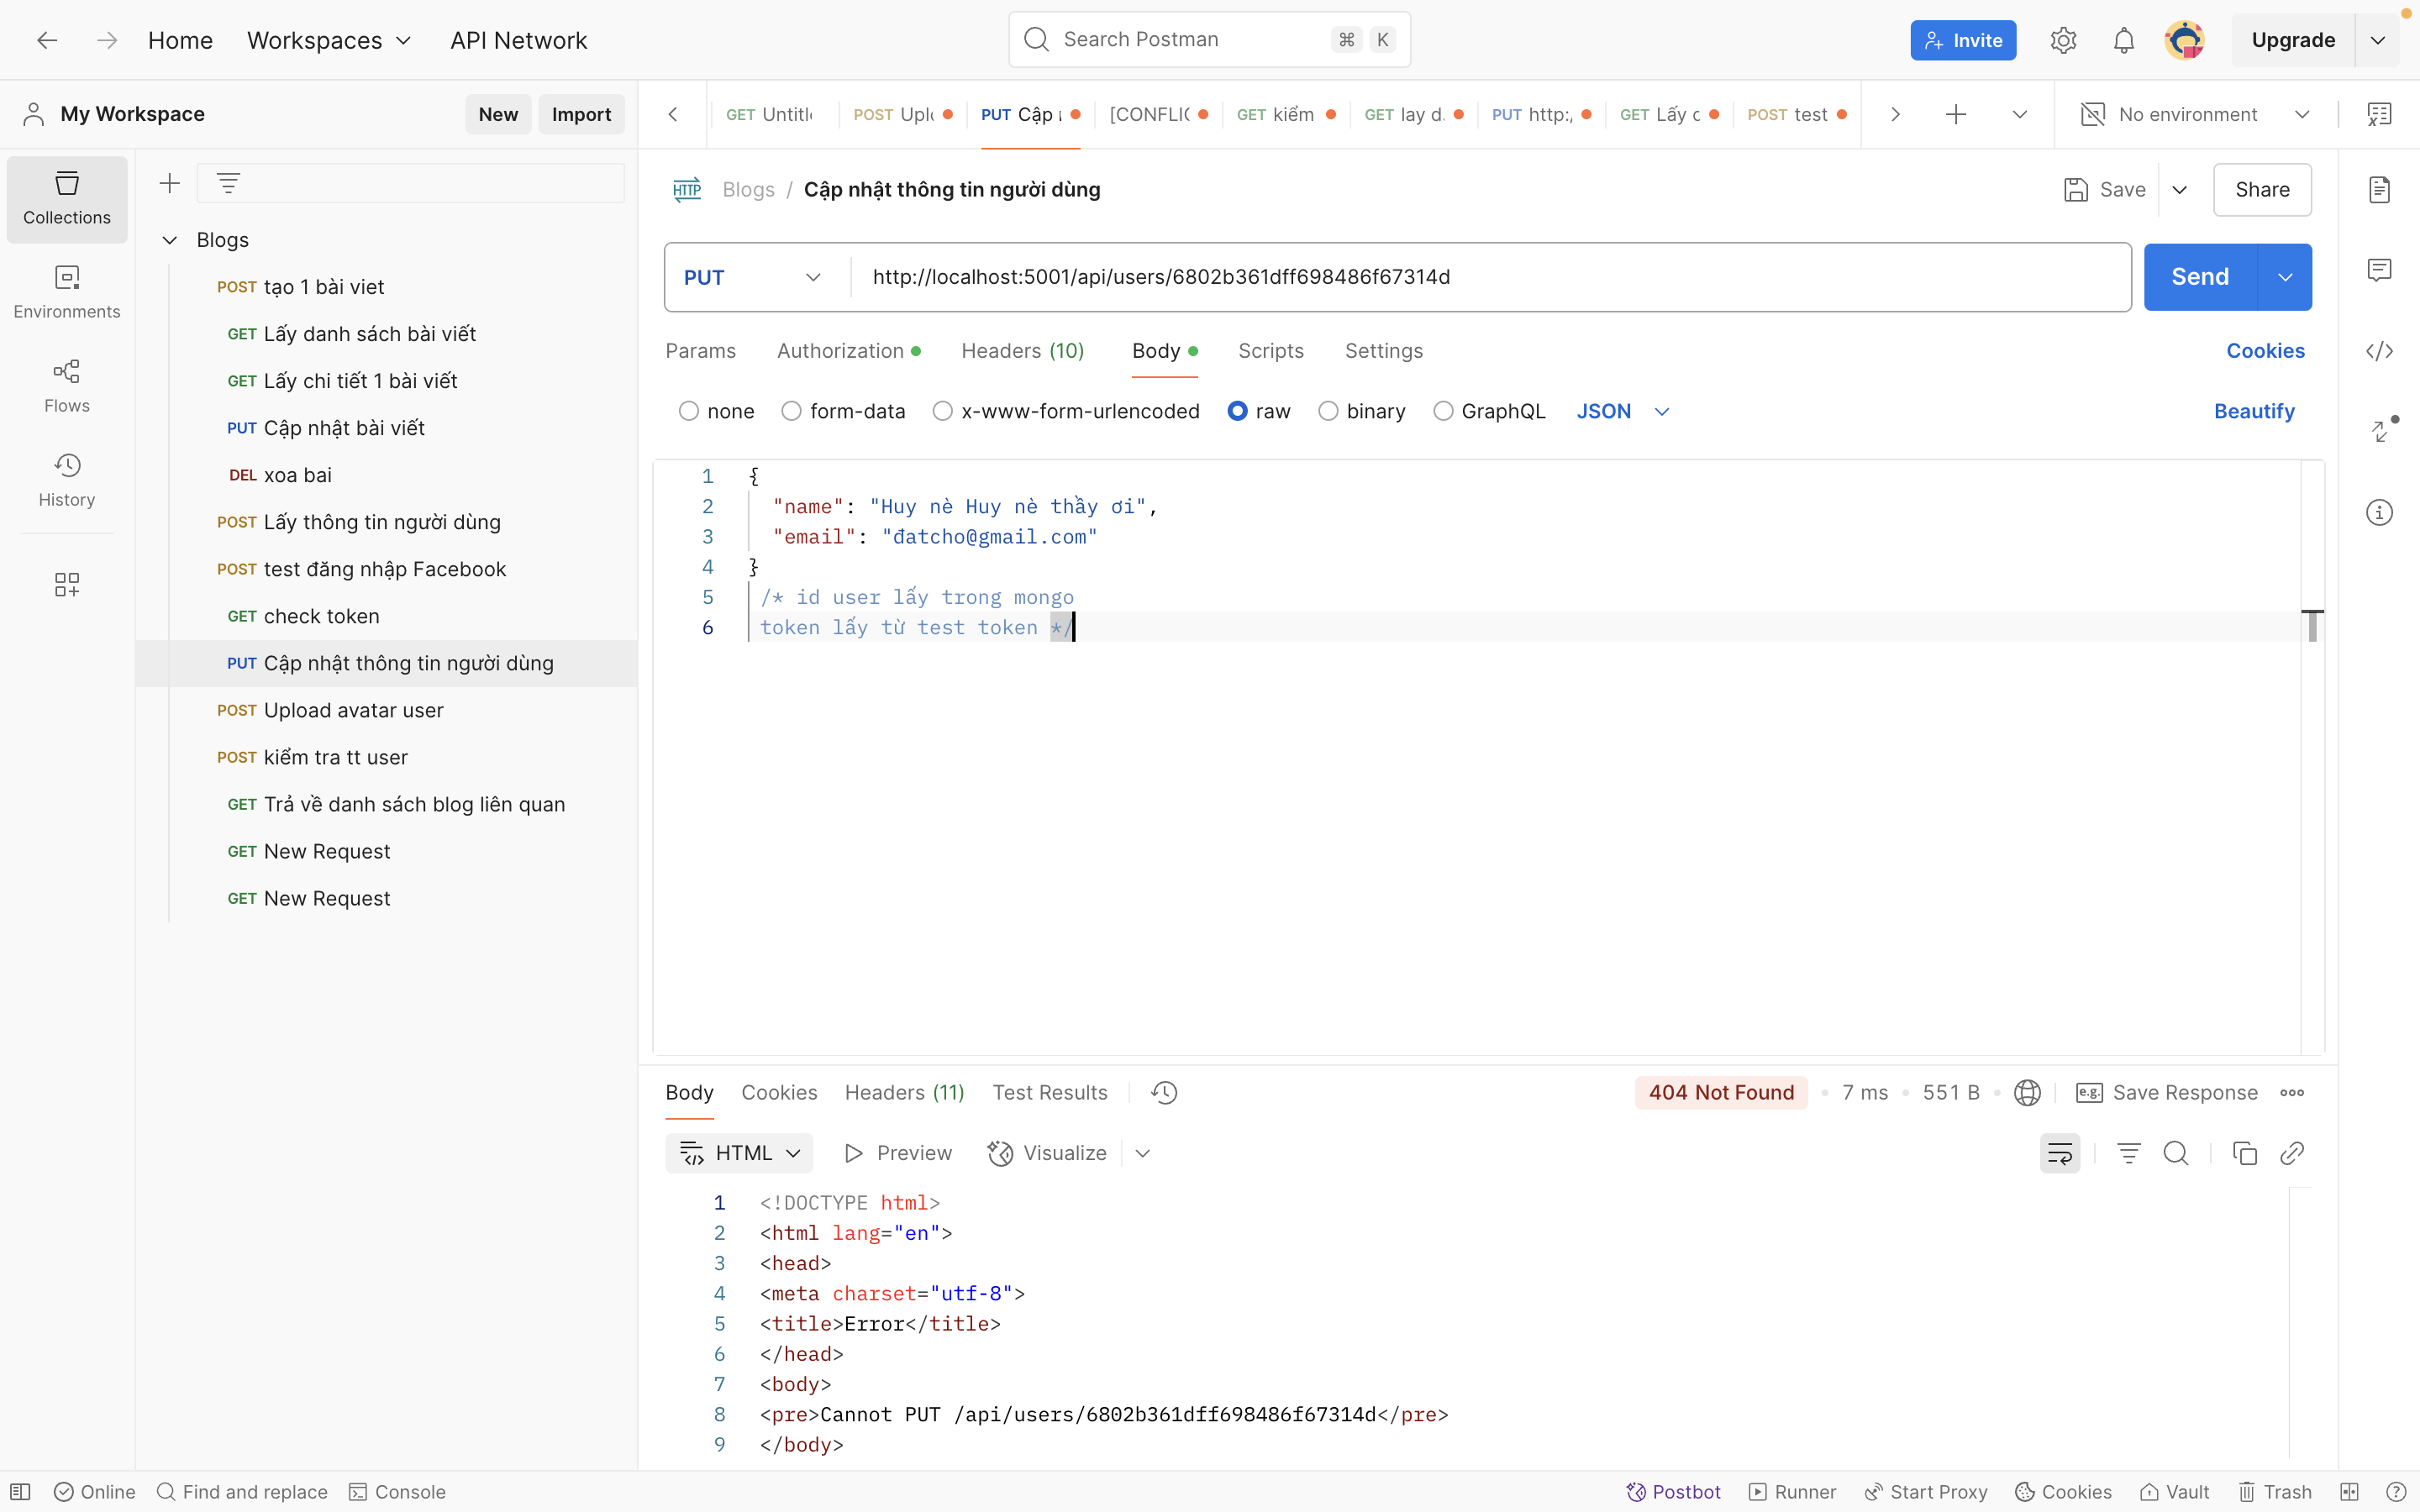 Home Workspaces API Network Search Postman ⌘ K Invite Upgrade
My Workspace New Import
GET Untitl POST Uplo PUT Cập n [CONFLIC GET kiểm GET lay d. PUT http:/ GET Lấy c POST test No environment
Collections
Environments
Flows
History
Blogs
POST tạo 1 bài viet
GET Lấy danh sách bài viết
GET Lấy chi tiết 1 bài viết
PUT Cập nhật bài viết
DEL xoa bai
POST Lấy thông tin người dùng
POST test đăng nhập Facebook
GET check token
PUT Cập nhật thông tin người dùng
POST Upload avatar user
POST kiểm tra tt user
GET Trả về danh sách blog liên quan
GET New Request
GET New Request
HTTP Blogs / Cập nhật thông tin người dùng Save Share
PUT http://localhost:5001/api/users/6802b361dff698486f67314d Send
Params Authorization Headers (10) Body Scripts Settings Cookies
none form-data x-www-form-urlencoded raw binary GraphQL JSON Beautify
1 {
2 "name": "Huy nè Huy nè thầy ơi",
3 "email": "đatcho@gmail.com"
4 }
5 /* id user lấy trong mongo
6 token lấy từ test token */
Body Cookies Headers (11) Test Results 404 Not Found 7 ms 551 B e.g. Save Response
HTML Preview Visualize
1 <!DOCTYPE html>
2 <html lang="en">
3 <head>
4 <meta charset="utf-8">
5 <title>Error</title>
6 </head>
7 <body>
8 <pre>Cannot PUT /api/users/6802b361dff698486f67314d</pre>
9 </body>
Online Find and replace Console Postbot Runner Start Proxy Cookies Vault Trash